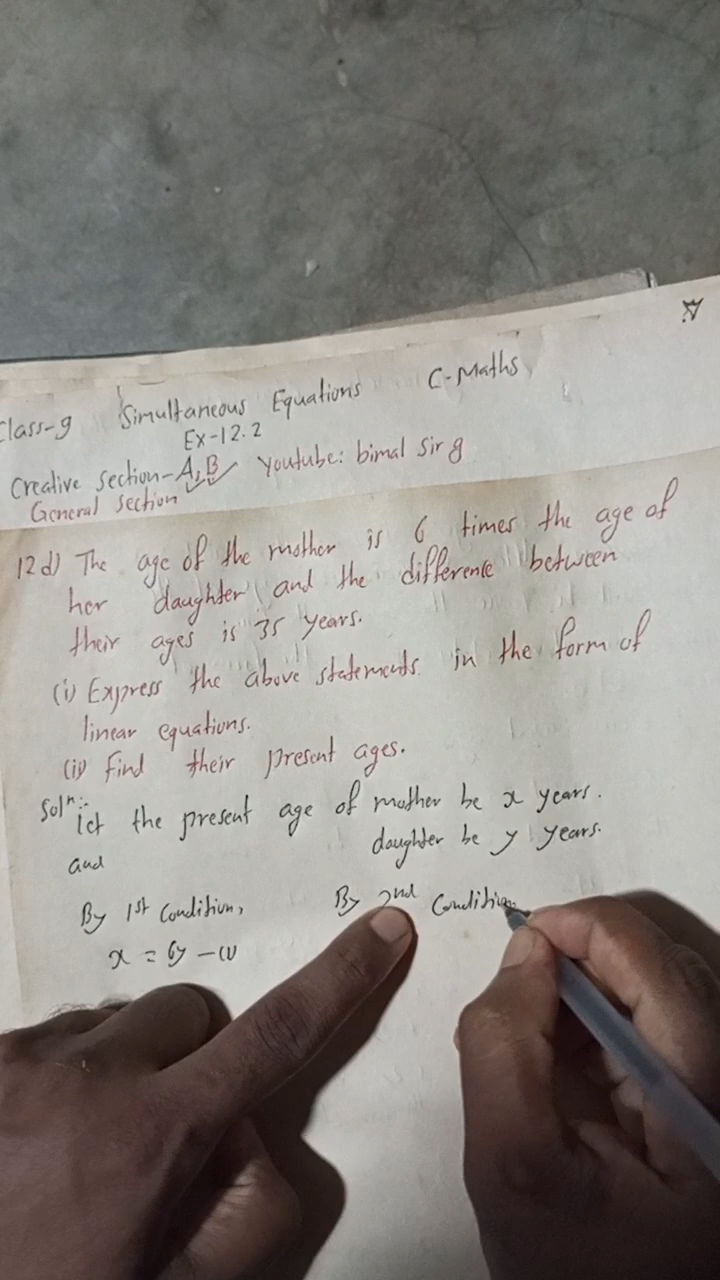 Class-9 Simultaneous Equations C-Maths
Ex-12.2
Creative section-A,B Youtube: bimal sir g
General section
12 d) The age of the mother is 6 times the age of
her daughter and the difference between
their ages is 35 years.
(i) Express the above statements in the form of
linear equations.
(ii) Find their present ages.
Solⁿ:- let the present age of mother be x years.
and daughter be y years.
By 1st Condition, By 2nd Condition
x = 6y -(i)